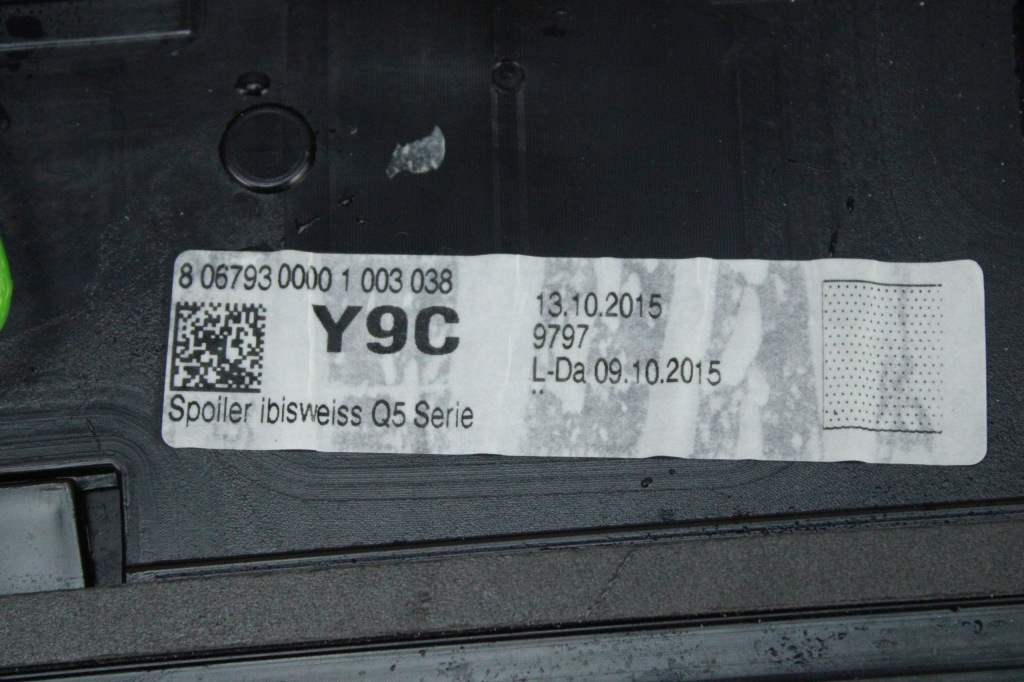 8 06793 0000 1 003 038
Y9C
Spoiler ibisweiss Q5 Serie
13.10.2015
9797
L-Da 09.10.2015